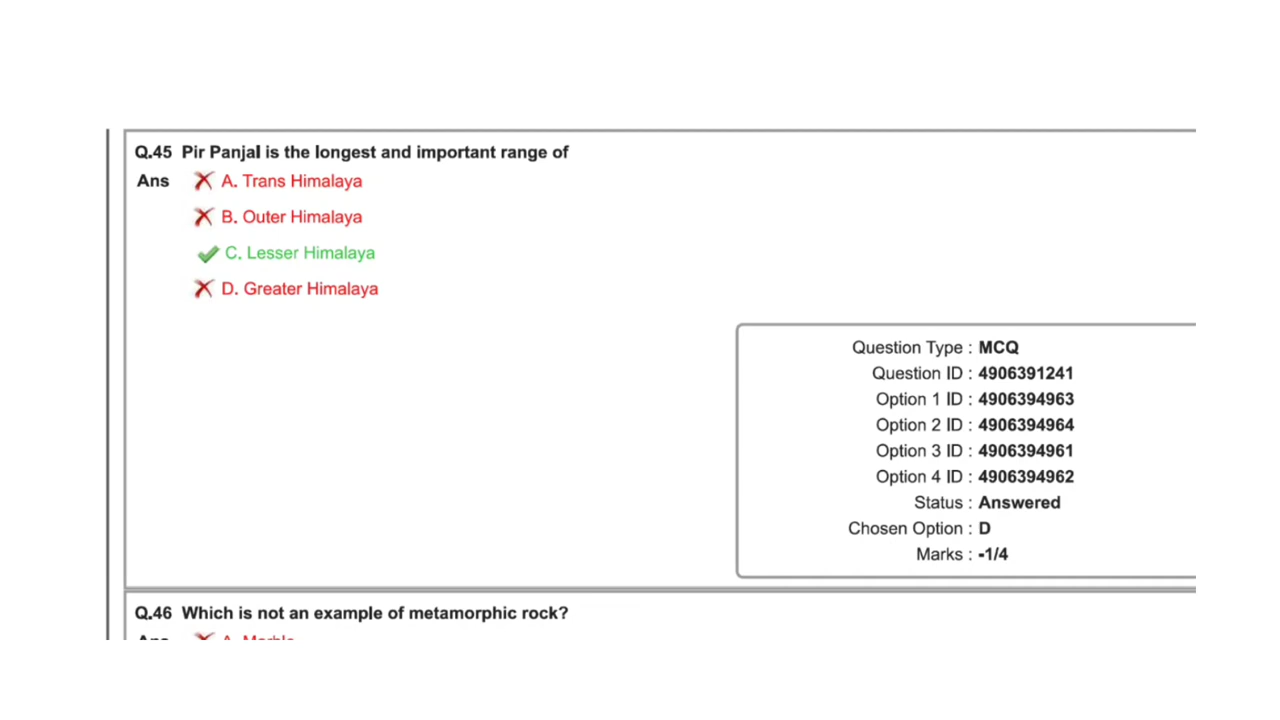 Q.45 Pir Panjal is the longest and important range of
Ans A. Trans Himalaya
B. Outer Himalaya
C. Lesser Himalaya
D. Greater Himalaya
Question Type : MCQ
Question ID : 4906391241
Option 1 ID : 4906394963
Option 2 ID : 4906394964
Option 3 ID : 4906394961
Option 4 ID : 4906394962
Status : Answered
Chosen Option : D
Marks : -1/4
Q.46 Which is not an example of metamorphic rock?
Ans A. Marble